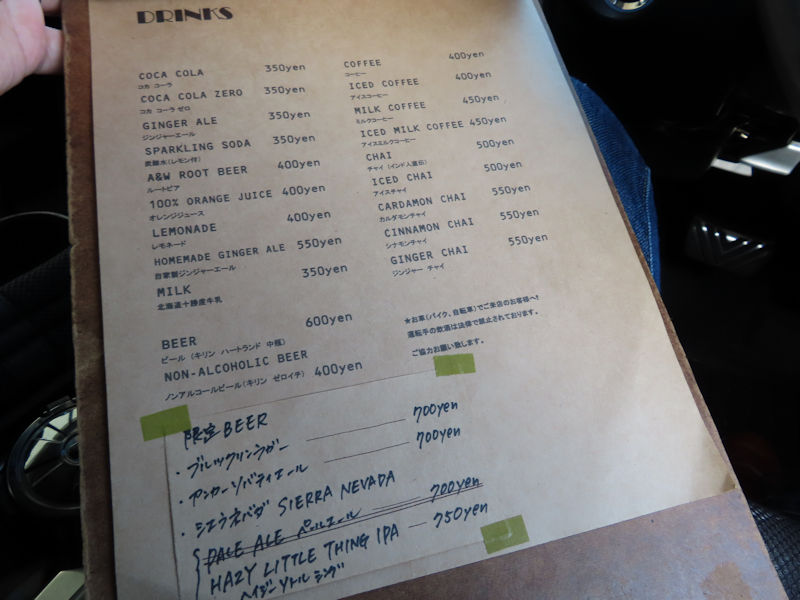 DRINKS
COCA COLA 350yen
コカ コーラ
COCA COLA ZERO 350yen
コカ コーラ ゼロ
GINGER ALE 350yen
ジンジャーエール
SPARKLING SODA 350yen
炭酸水(レモン付)
A&W ROOT BEER 400yen
ルートビア
100% ORANGE JUICE 400yen
オレンジジュース
LEMONADE 400yen
レモネード
HOMEMADE GINGER ALE 550yen
自家製ジンジャーエール
MILK 350yen
北海道十勝産牛乳
BEER 600yen
ビール (キリン ハートランド 中瓶)
NON-ALCOHOLIC BEER
ノンアルコールビール(キリン ゼロイチ) 400yen
COFFEE 400yen
コーヒー
ICED COFFEE 400yen
アイスコーヒー
MILK COFFEE 450yen
ミルクコーヒー
ICED MILK COFFEE 450yen
アイスミルクコーヒー
CHAI 500yen
チャイ (インド人直伝)
ICED CHAI 500yen
アイスチャイ
CARDAMON CHAI 550yen
カルダモンチャイ
CINNAMON CHAI 550yen
シナモンチャイ
GINGER CHAI 550yen
ジンジャー チャイ
★お車(バイク、自転車)でご来店のお客様へ!
運転手の飲酒は法律で禁止されております。
ご協力お願い致します。
限定BEER
・ブルックリンラガー 700yen
・アンカーリバティエール 700yen
・シエラネバダ SIERRA NEVADA
PALE ALE ペールエール 700yen
HAZY LITTLE THING IPA 750yen
ヘイジーリトルシング